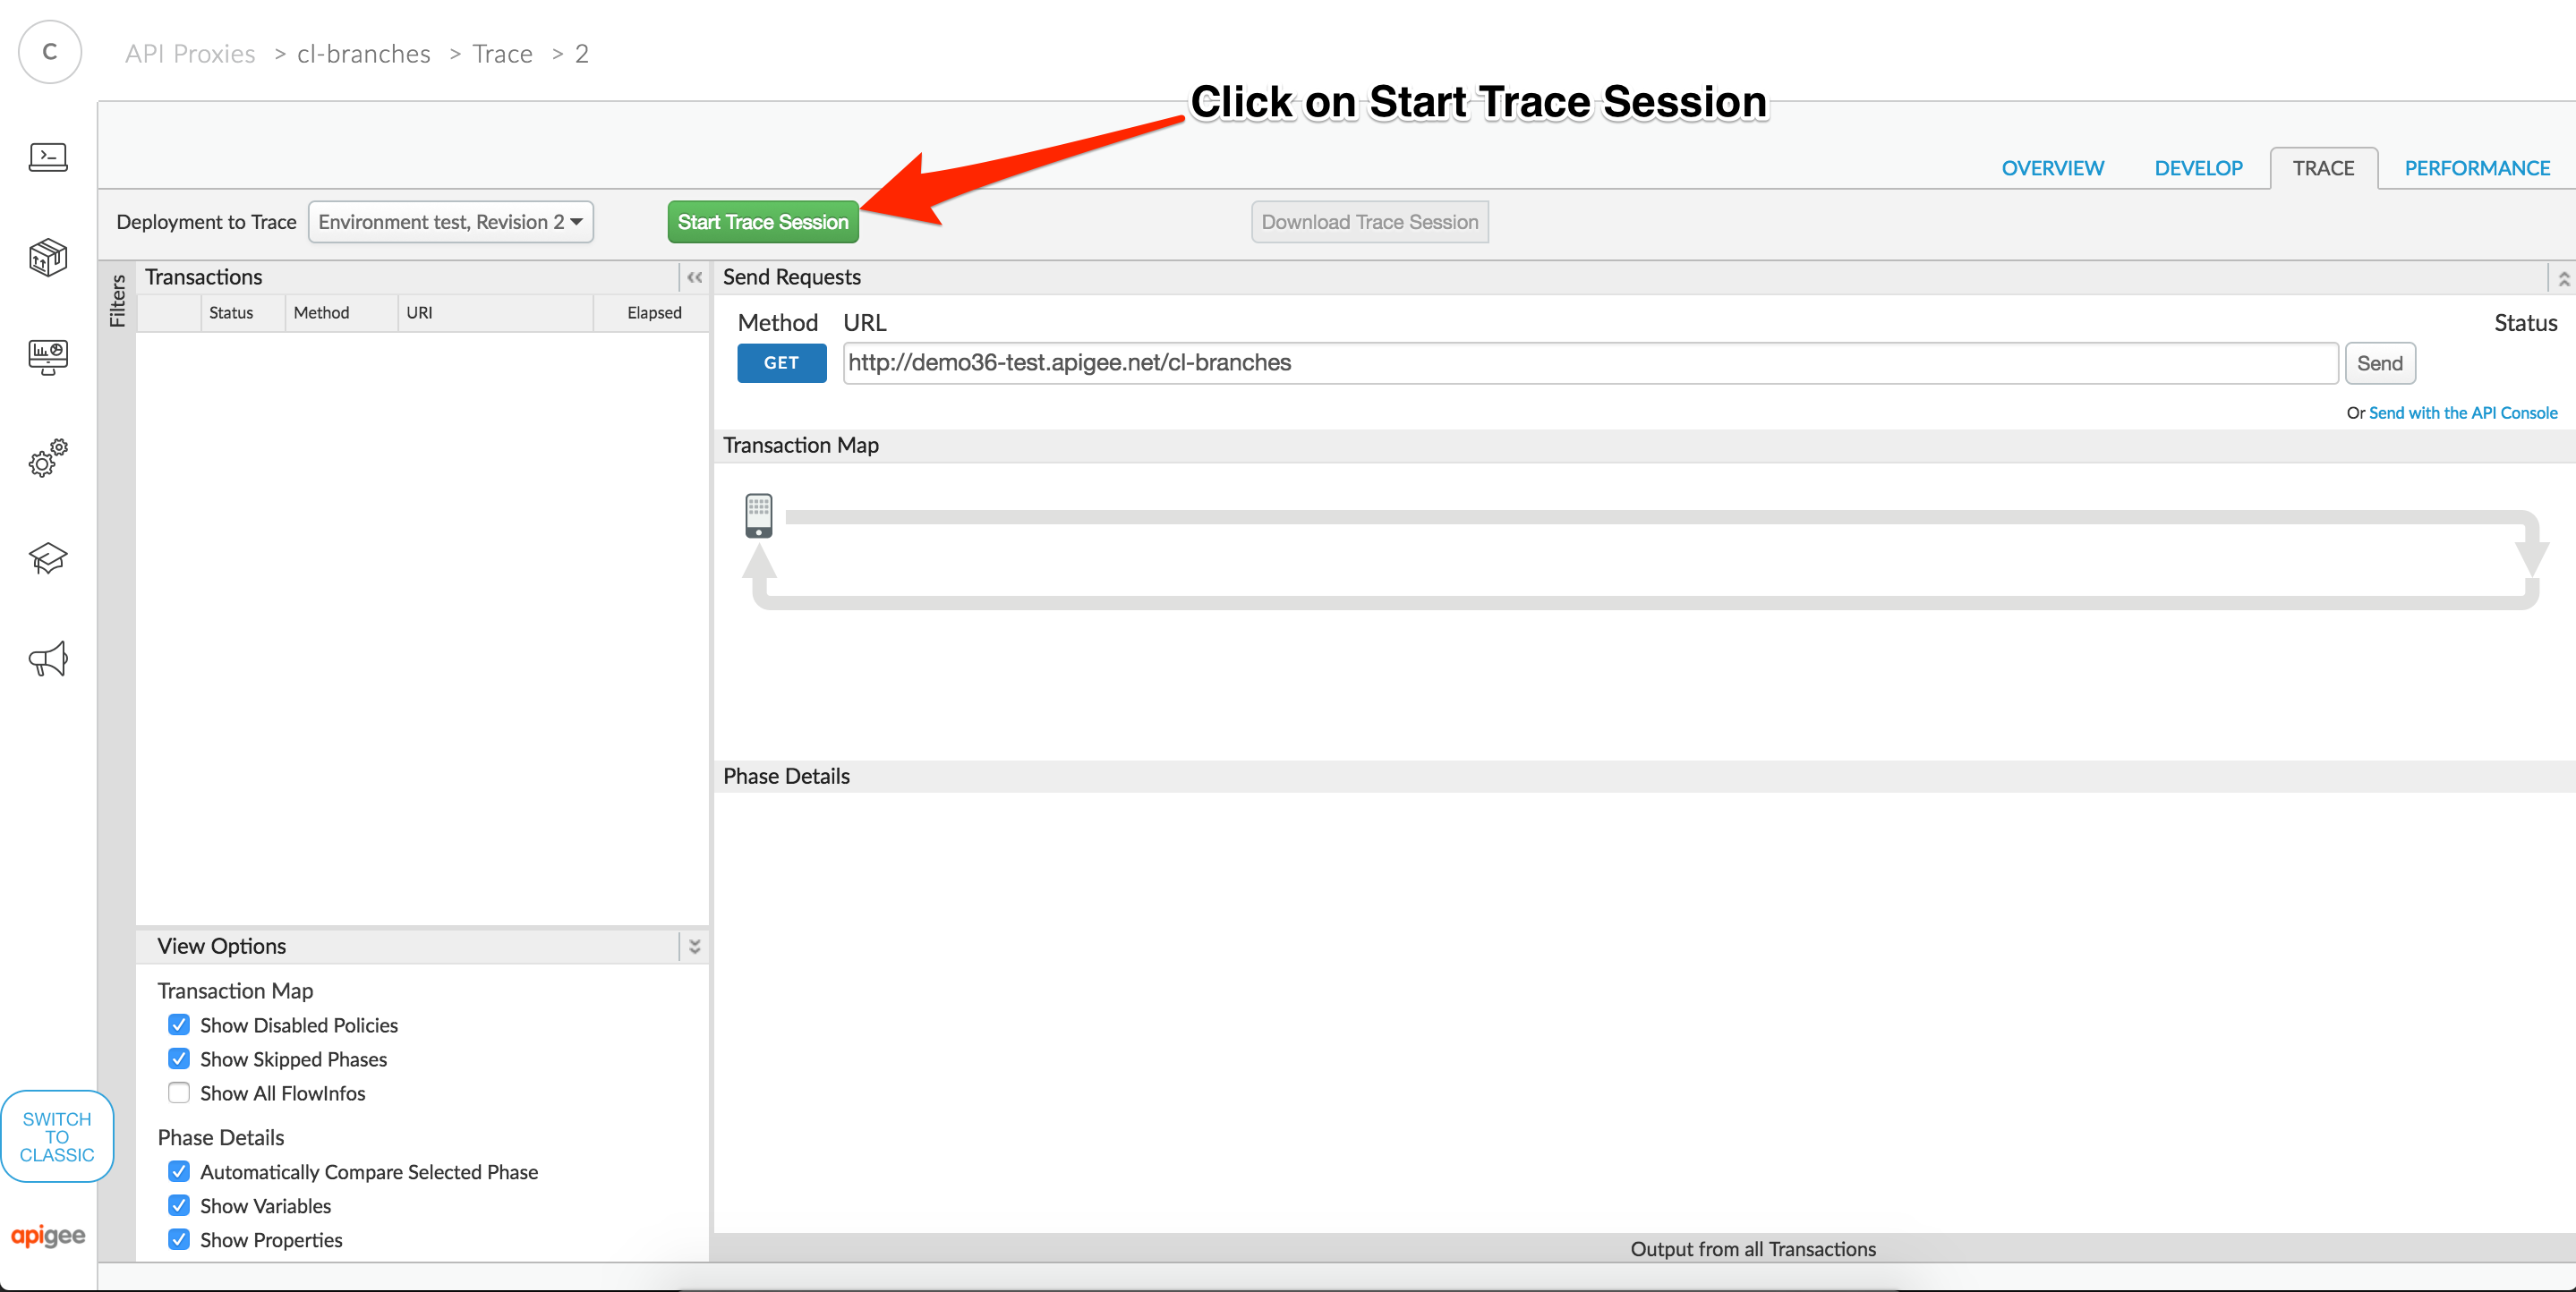 C
API Proxies > cl-branches > Trace > 2
Click on Start Trace Session
OVERVIEW DEVELOP TRACE PERFORMANCE
Deployment to Trace Environment test, Revision 2 Start Trace Session Download Trace Session
Filters
Transactions
Status Method URI Elapsed
Send Requests
Method URL Status
GET http://demo36-test.apigee.net/cl-branches Send
Or Send with the API Console
Transaction Map
Phase Details
View Options
Transaction Map
Show Disabled Policies
Show Skipped Phases
Show All FlowInfos
Phase Details
Automatically Compare Selected Phase
Show Variables
Show Properties
SWITCH
TO
CLASSIC
apigee
Output from all Transactions